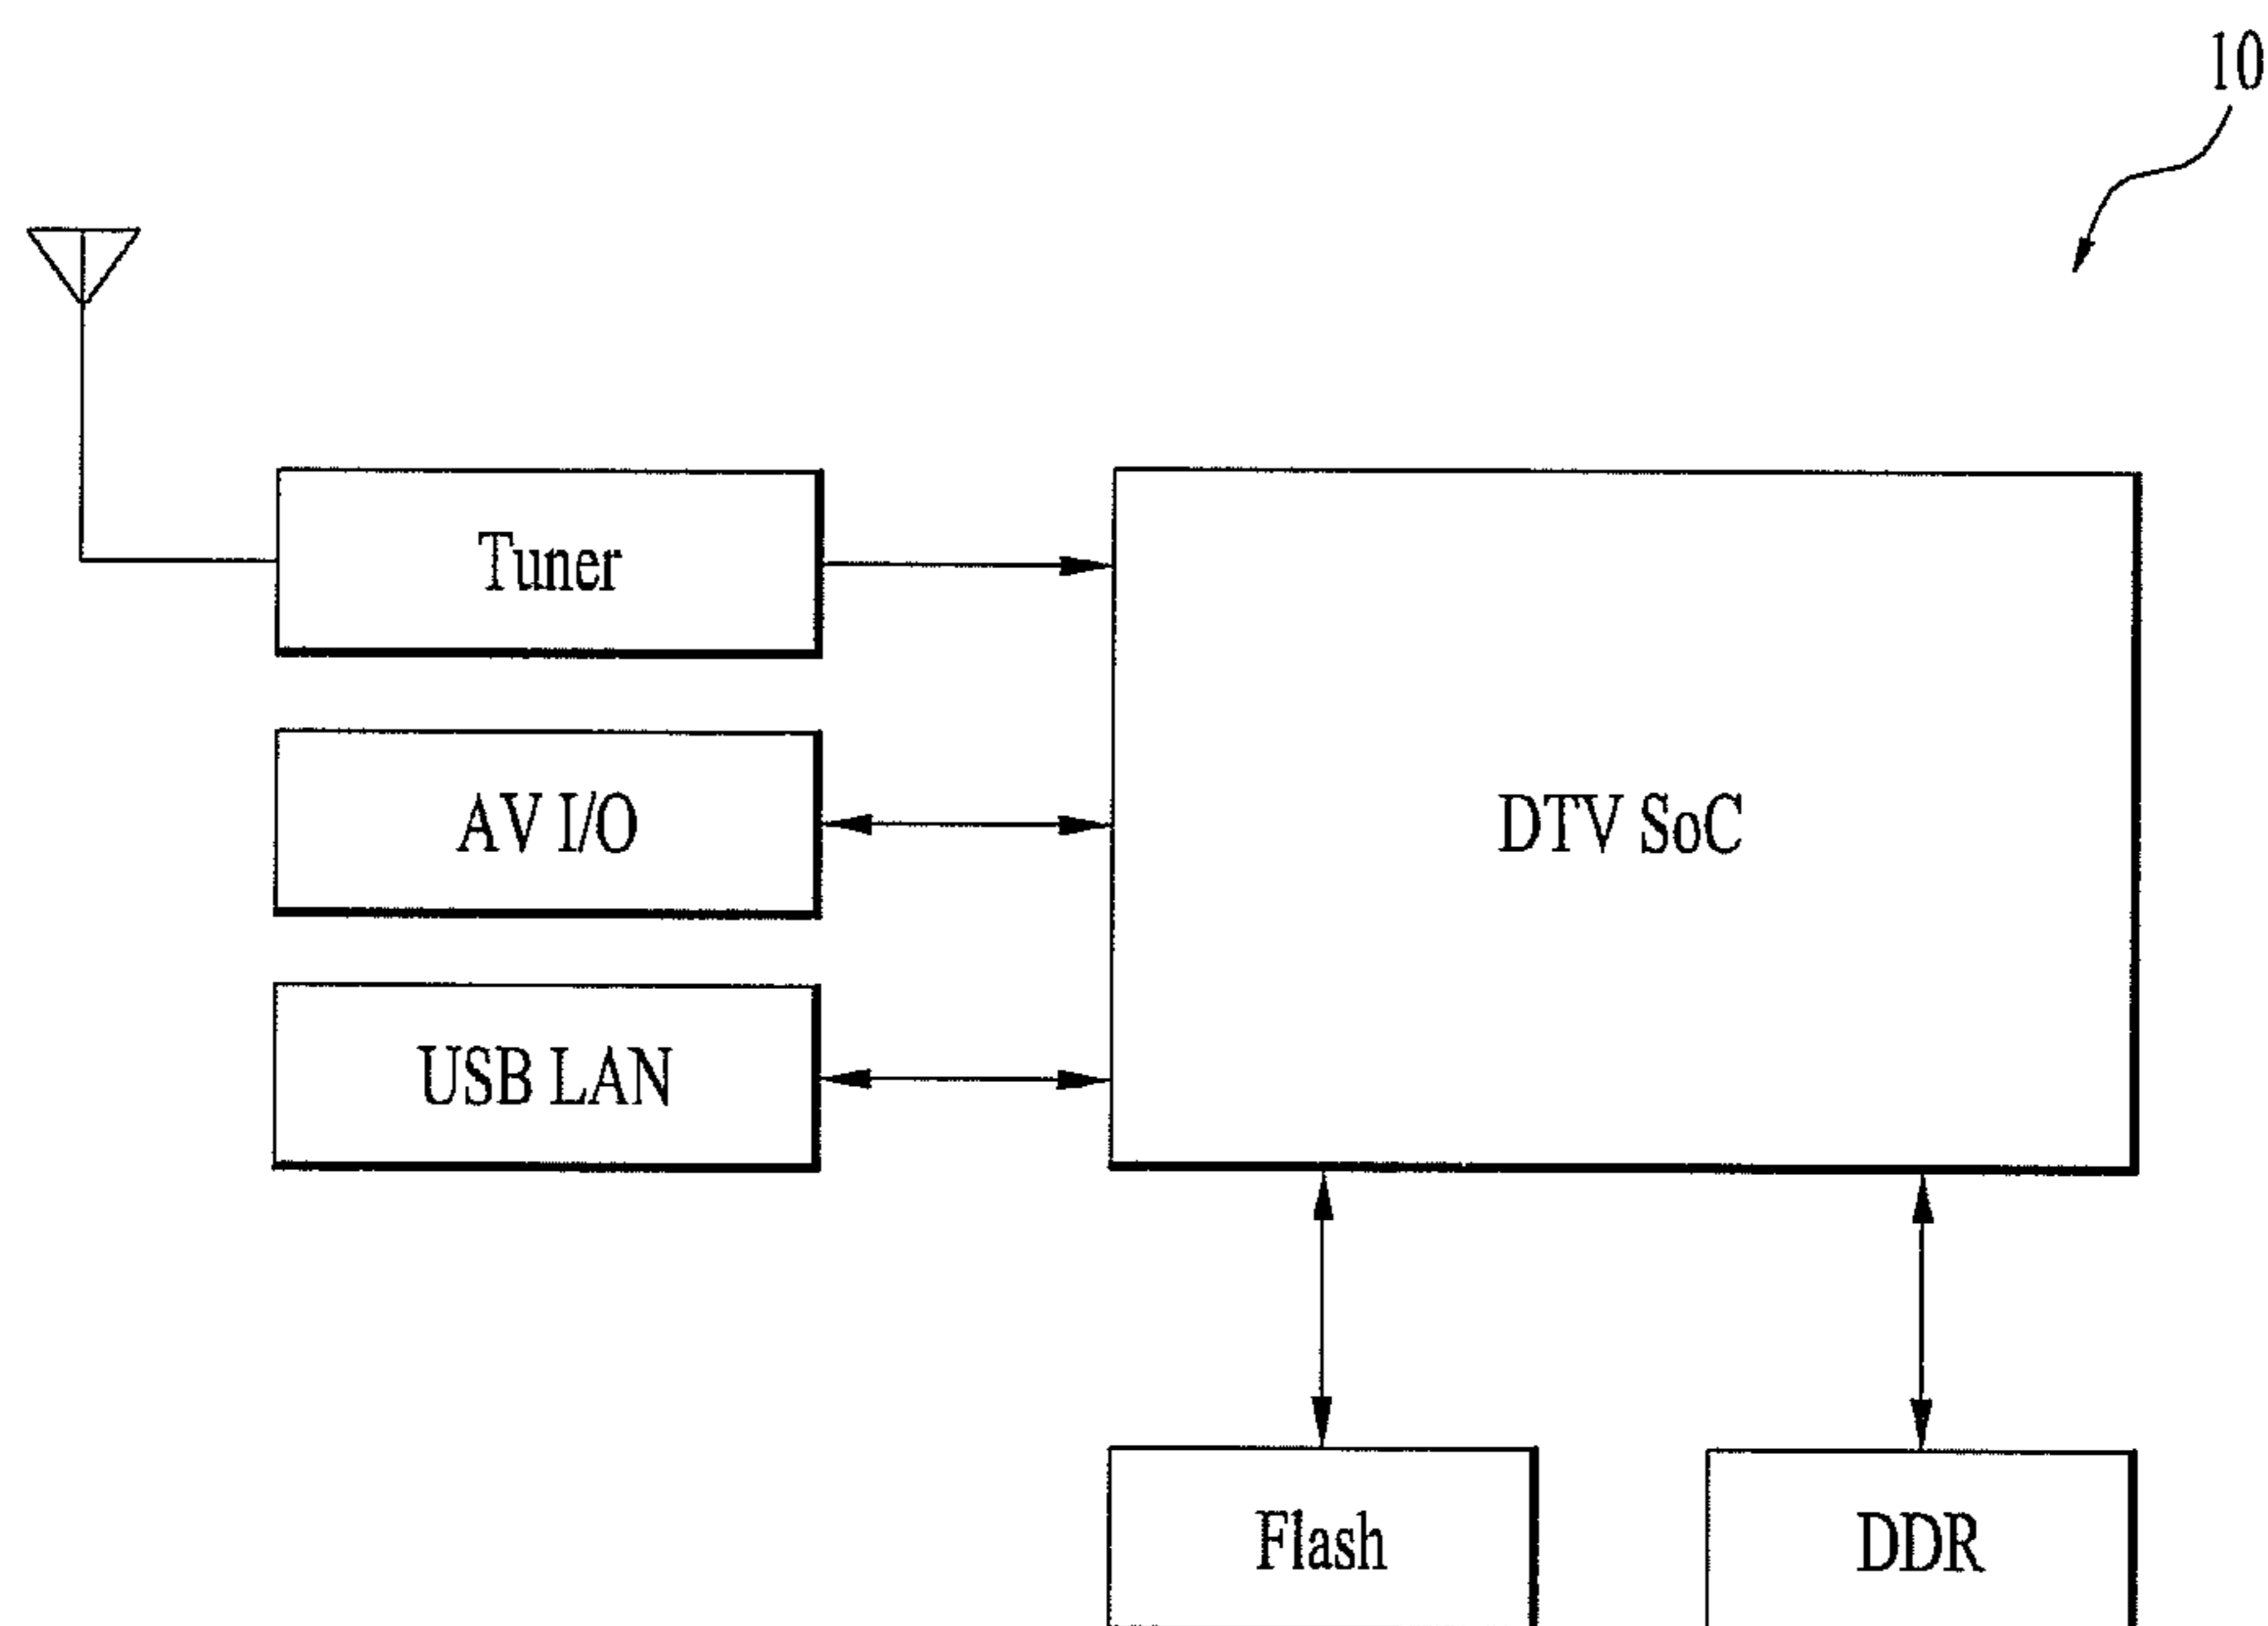 10
Tuner
AV I/O
DTV SoC
USB LAN
Flash
DDR